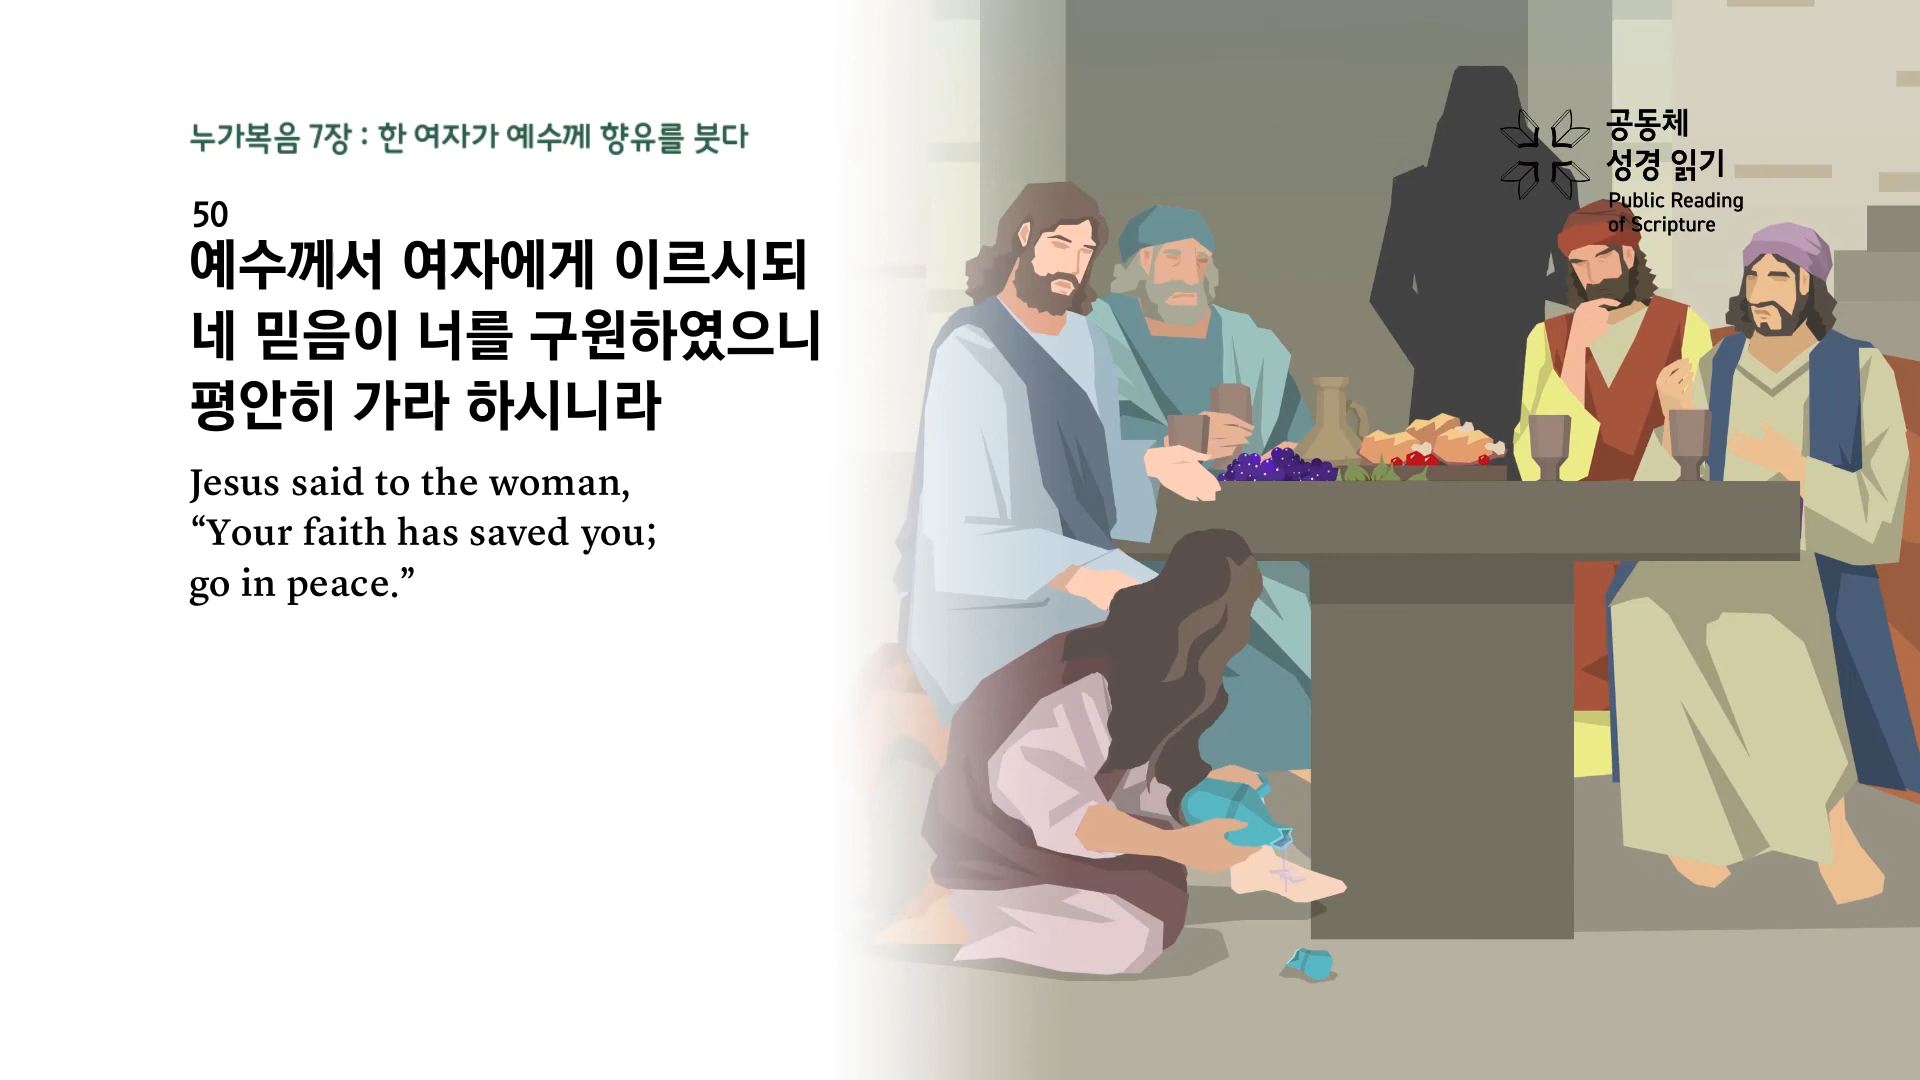 누가복음 7장 : 한 여자가 예수께 향유를 붓다
50
예수께서 여자에게 이르시되
네 믿음이 너를 구원하였으니
평안히 가라 하시니라
Jesus said to the woman,
“Your faith has saved you;
go in peace.”
공동체
성경 읽기
Public Reading
of Scripture